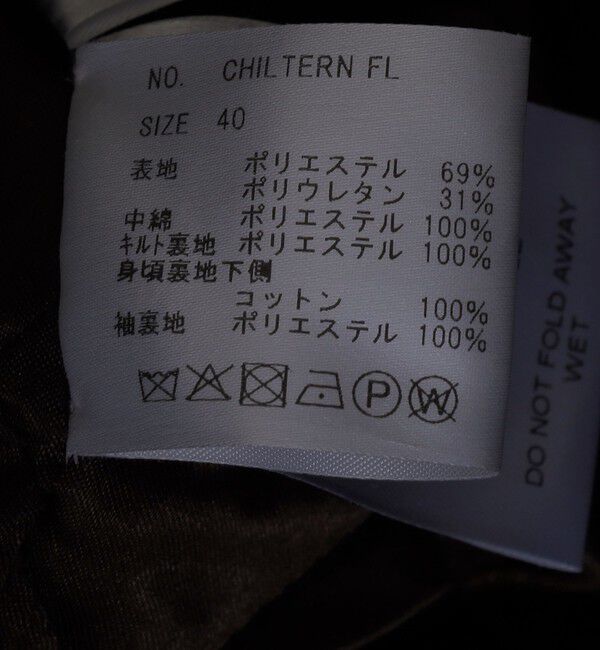 NO. CHILTERN FL
SIZE 40
表地 ポリエステル 69%
ポリウレタン 31%
中綿 ポリエステル 100%
キルト裏地 ポリエステル 100%
身頃裏地下側
コットン 100%
袖裏地 ポリエステル 100%
P W
DO NOT FOLD AWAY
WET